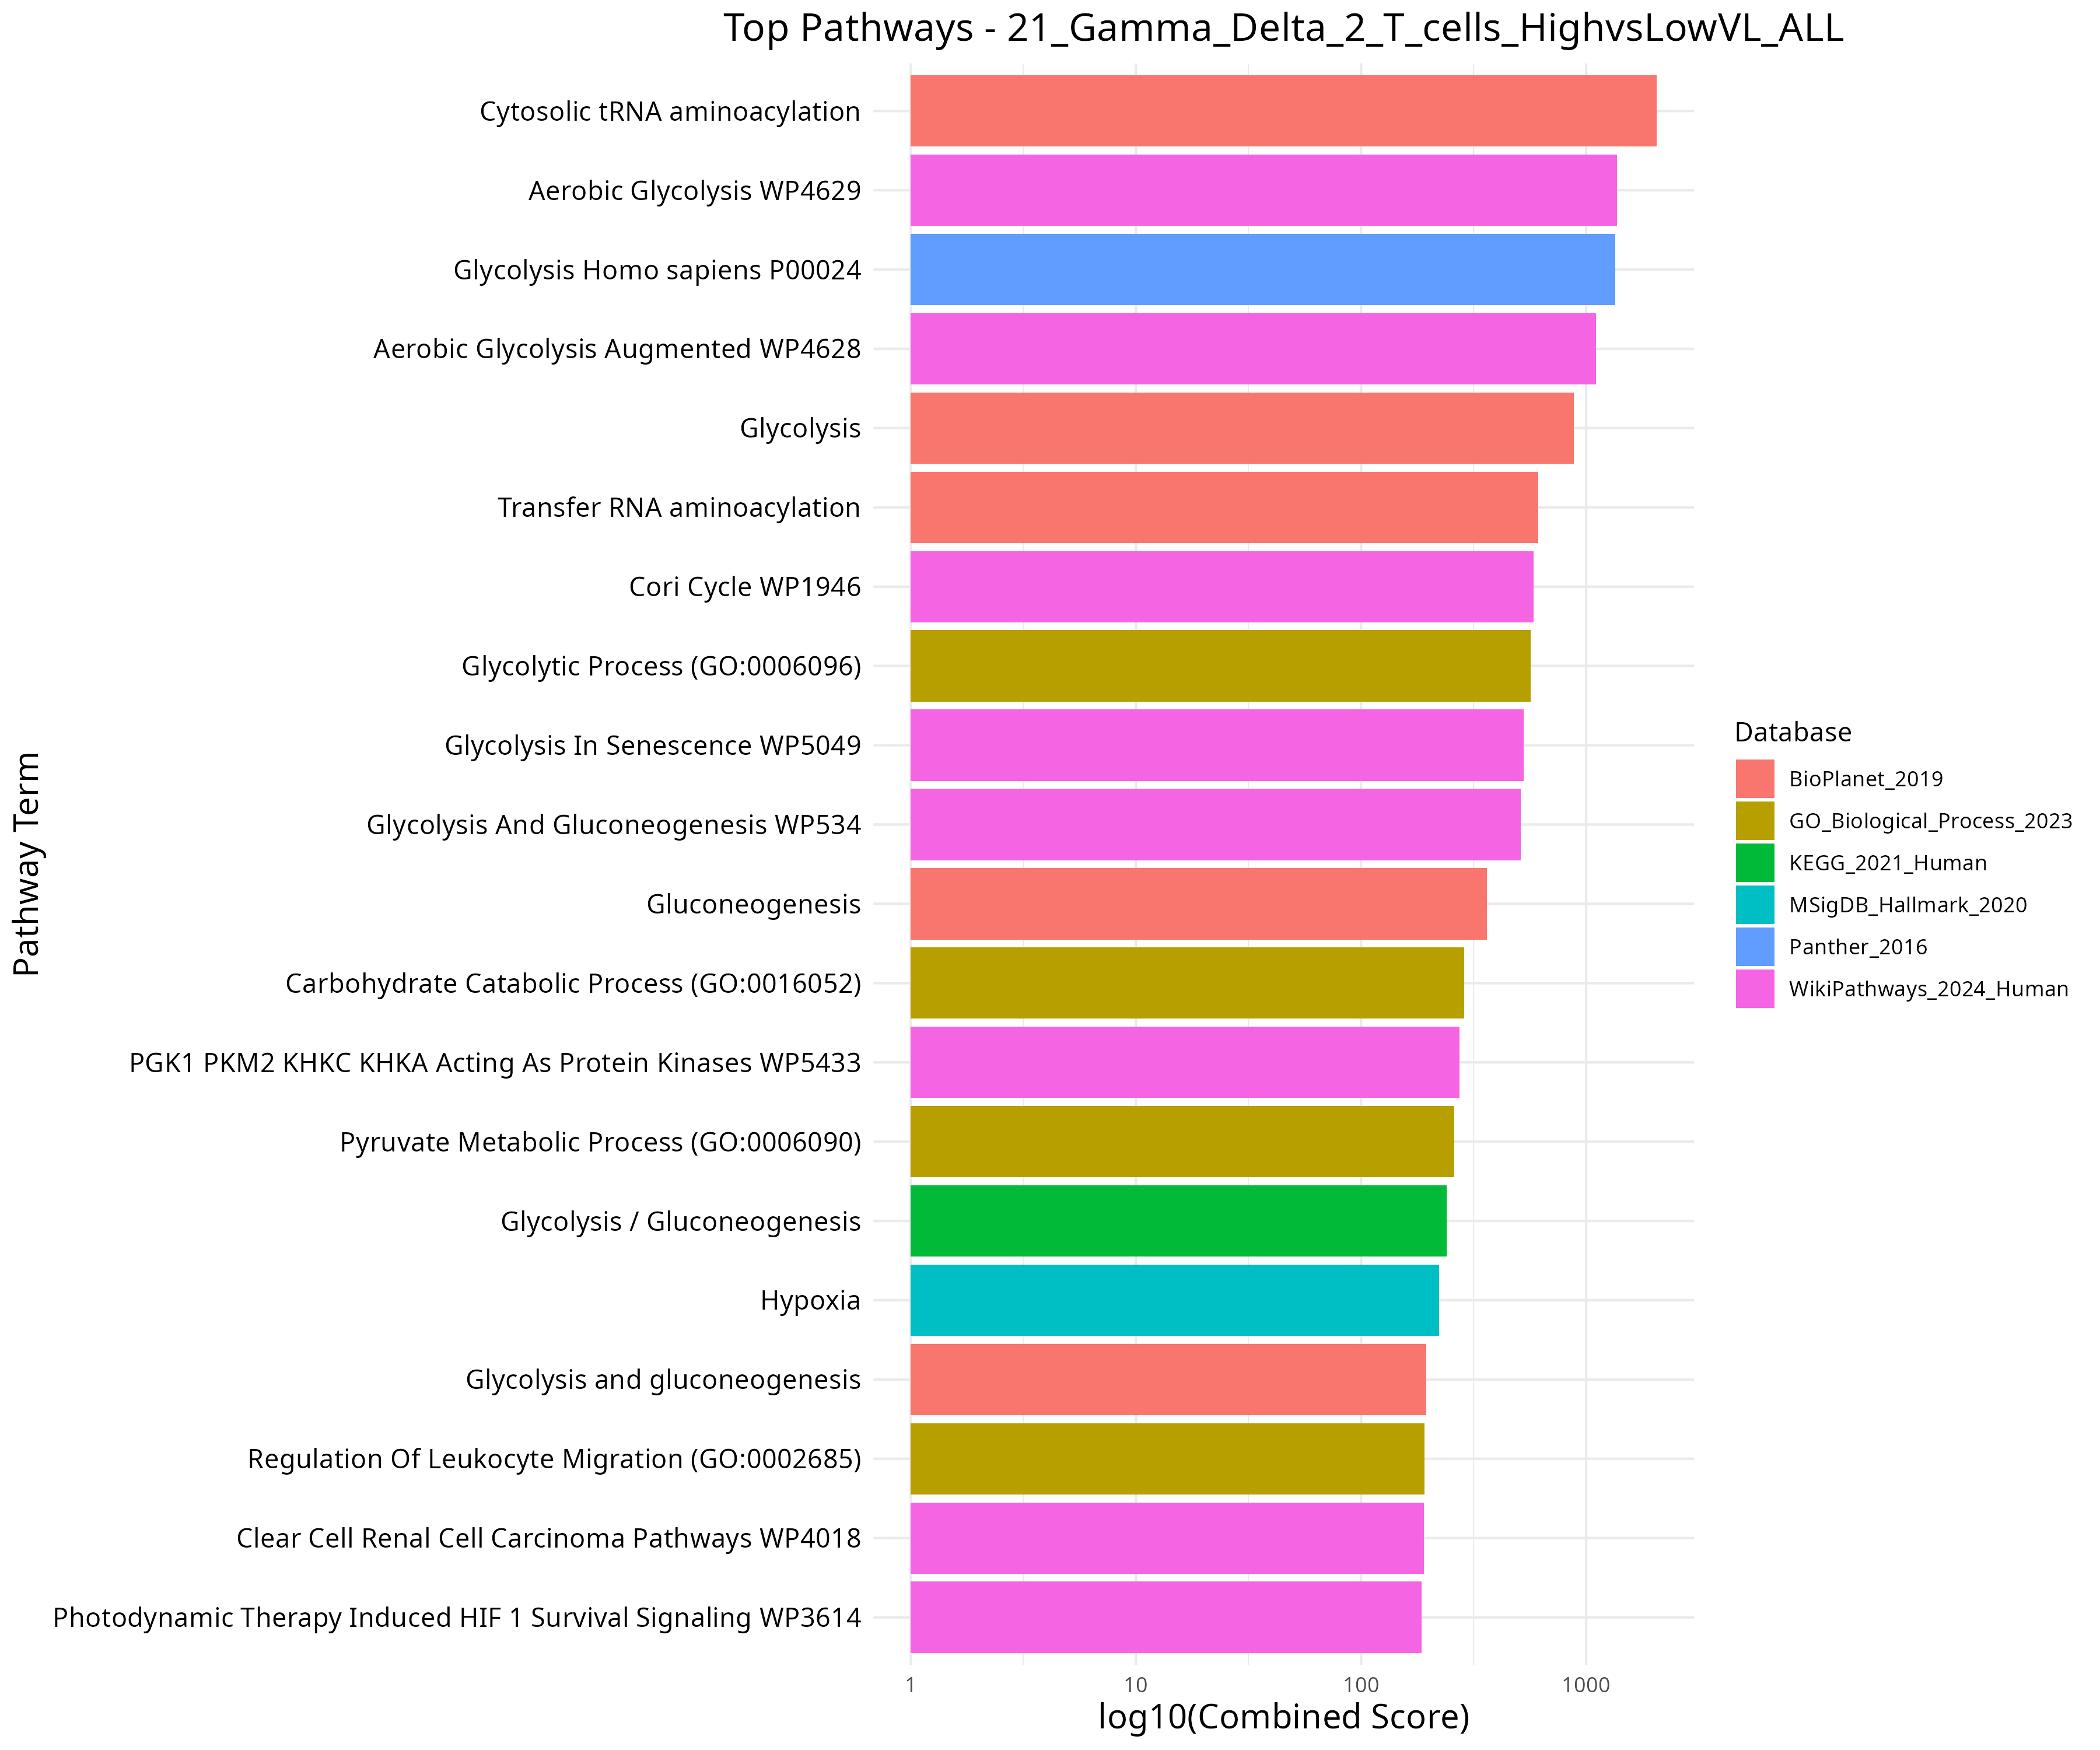 Top Pathways - 21_Gamma_Delta_2_T_cells_HighvsLowVL_ALL
Pathway Term
Cytosolic tRNA aminoacylation
Aerobic Glycolysis WP4629
Glycolysis Homo sapiens P00024
Aerobic Glycolysis Augmented WP4628
Glycolysis
Transfer RNA aminoacylation
Cori Cycle WP1946
Glycolytic Process (GO:0006096)
Glycolysis In Senescence WP5049
Glycolysis And Gluconeogenesis WP534
Gluconeogenesis
Carbohydrate Catabolic Process (GO:0016052)
PGK1 PKM2 KHKC KHKA Acting As Protein Kinases WP5433
Pyruvate Metabolic Process (GO:0006090)
Glycolysis / Gluconeogenesis
Hypoxia
Glycolysis and gluconeogenesis
Regulation Of Leukocyte Migration (GO:0002685)
Clear Cell Renal Cell Carcinoma Pathways WP4018
Photodynamic Therapy Induced HIF 1 Survival Signaling WP3614
1 10 100 1000
log10(Combined Score)
Database
BioPlanet_2019
GO_Biological_Process_2023
KEGG_2021_Human
MSigDB_Hallmark_2020
Panther_2016
WikiPathways_2024_Human